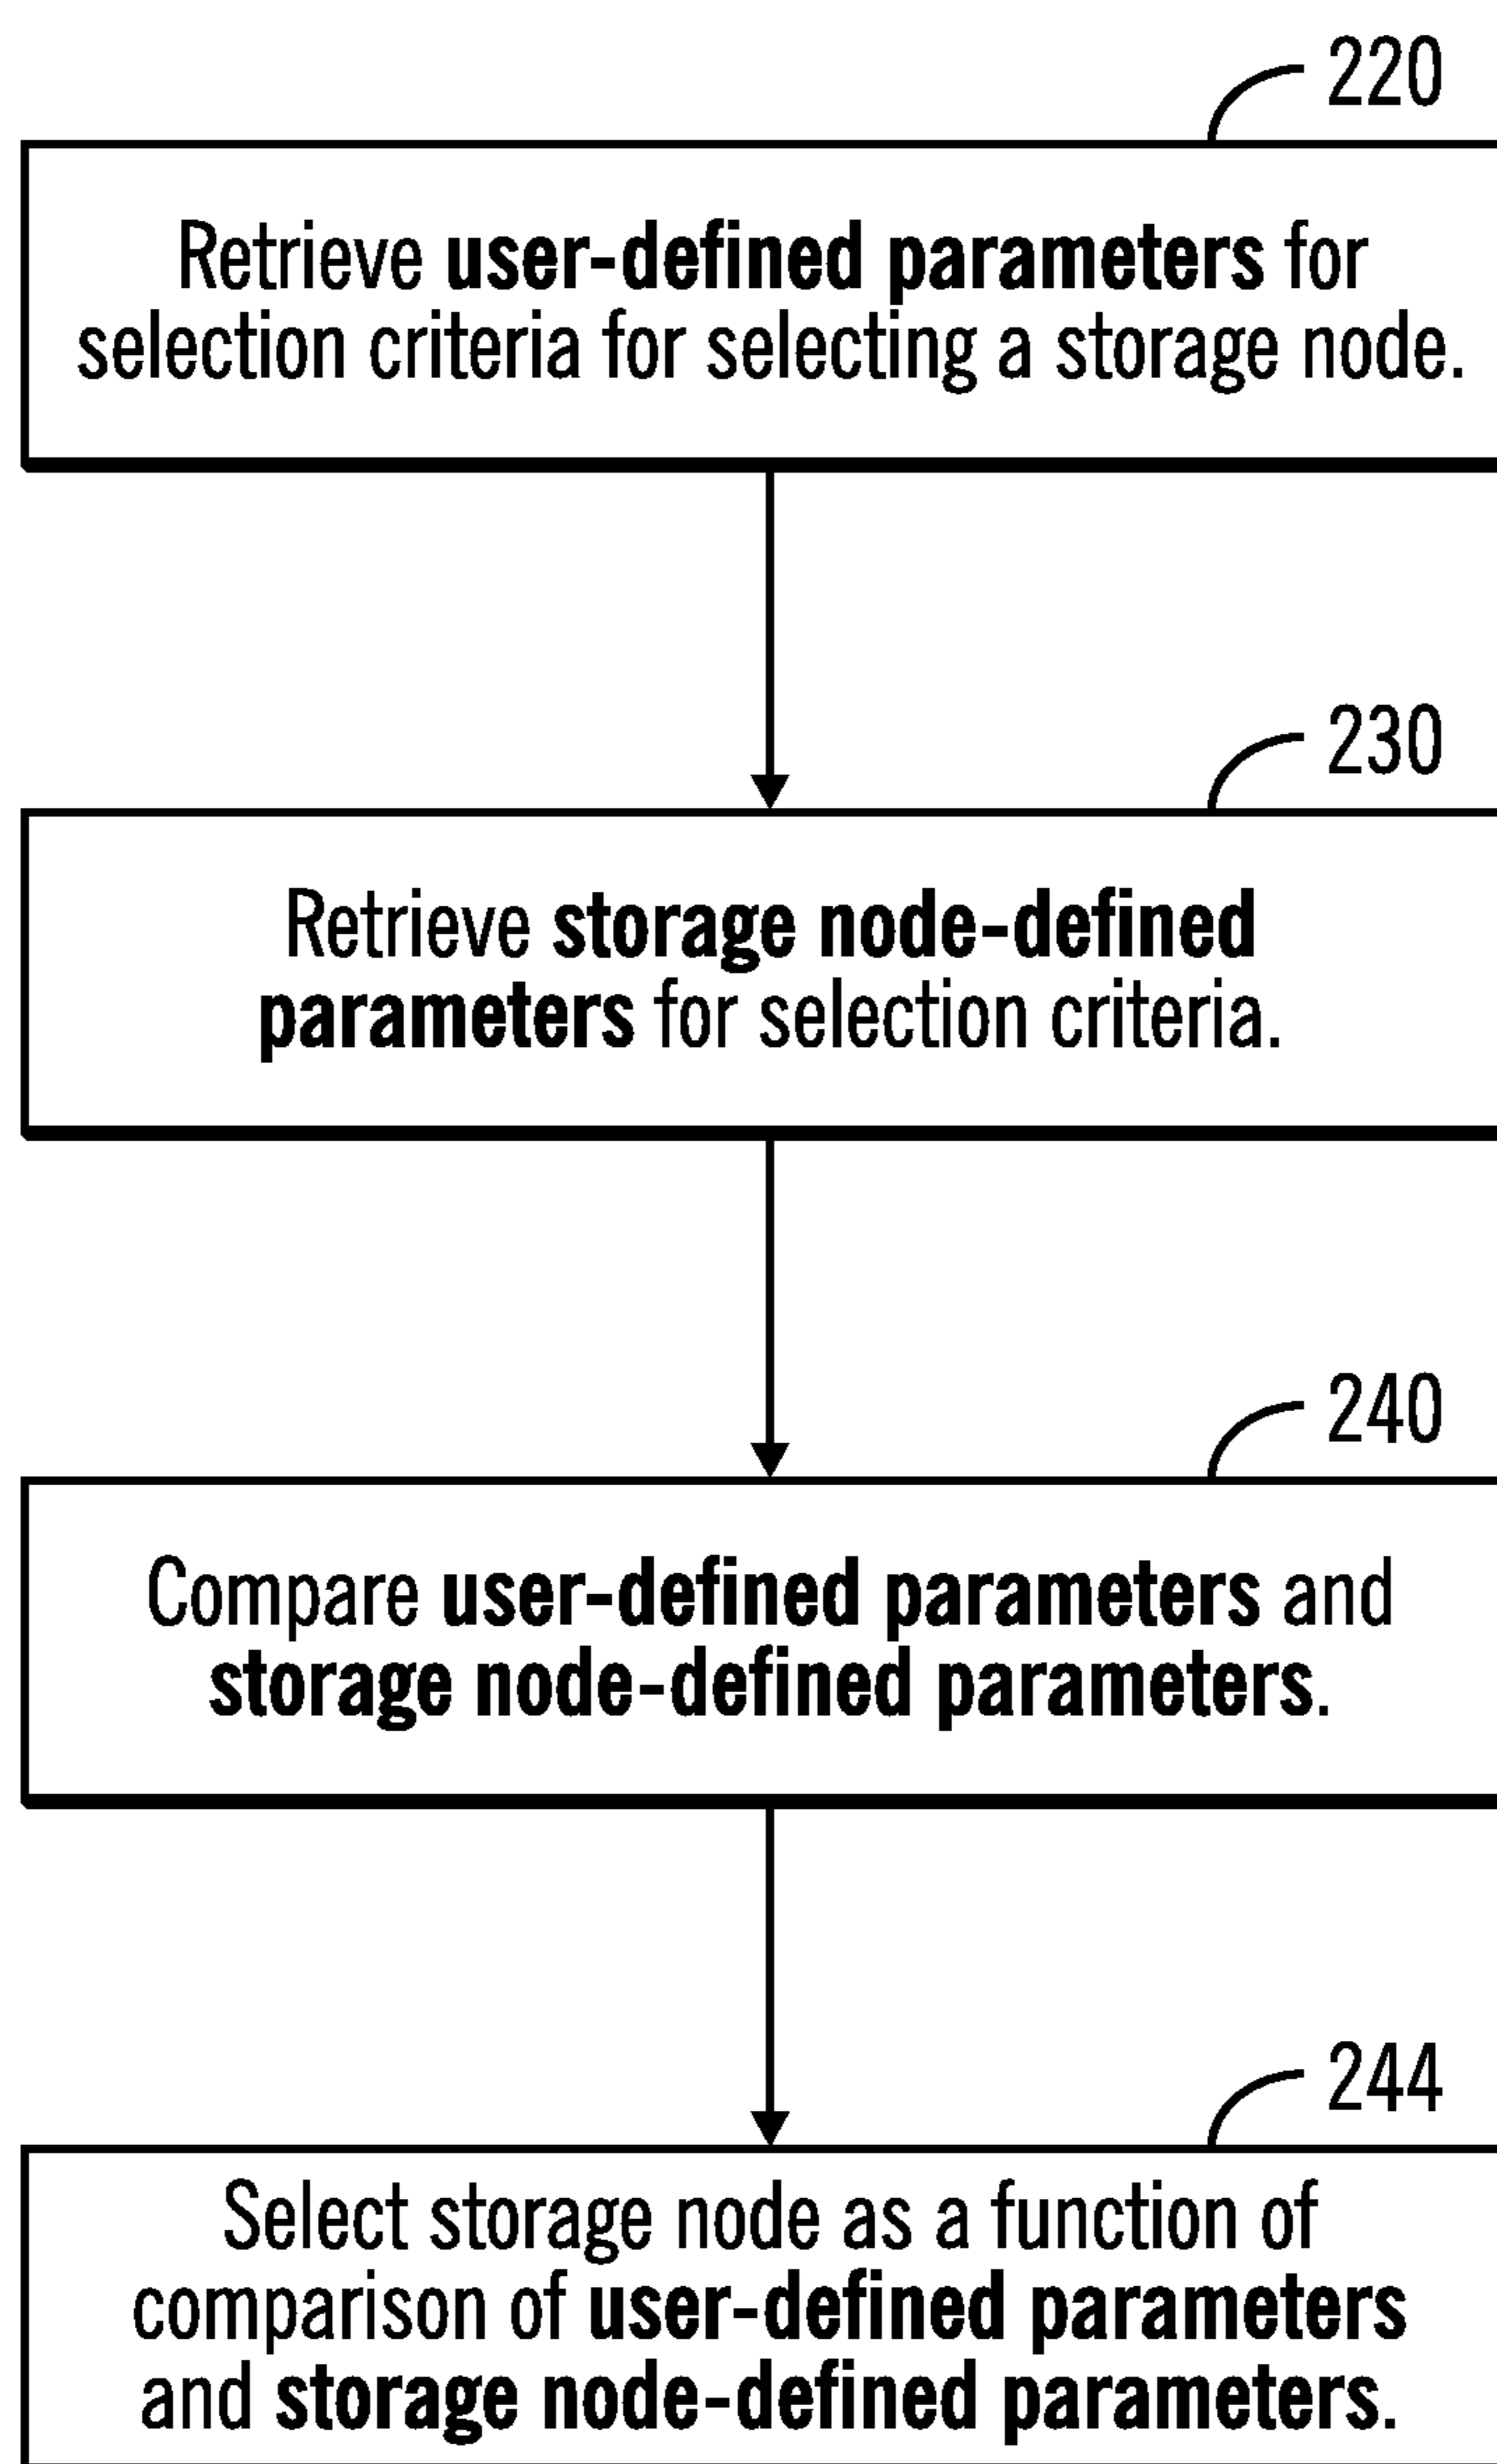 220
Retrieve user-defined parameters for
selection criteria for selecting a storage node.
230
Retrieve storage node-defined
parameters for selection criteria.
240
Compare user-defined parameters and
storage node-defined parameters.
244
Select storage node as a function of
comparison of user-defined parameters
and storage node-defined parameters.